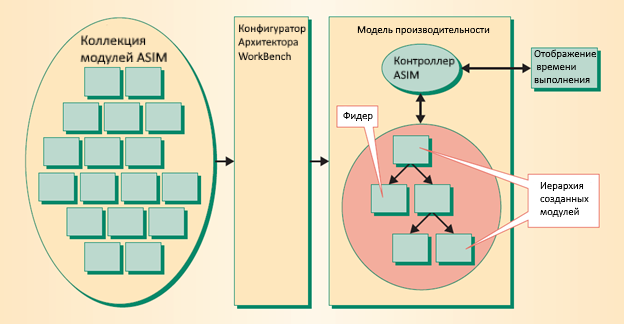 Коллекция
модулей ASIM
Конфигуратор
Архитектора
WorkBench
Модель производительности
Контроллер
ASIM
Отображение
времени
выполнения
Фидер
Иерархия
созданных
модулей